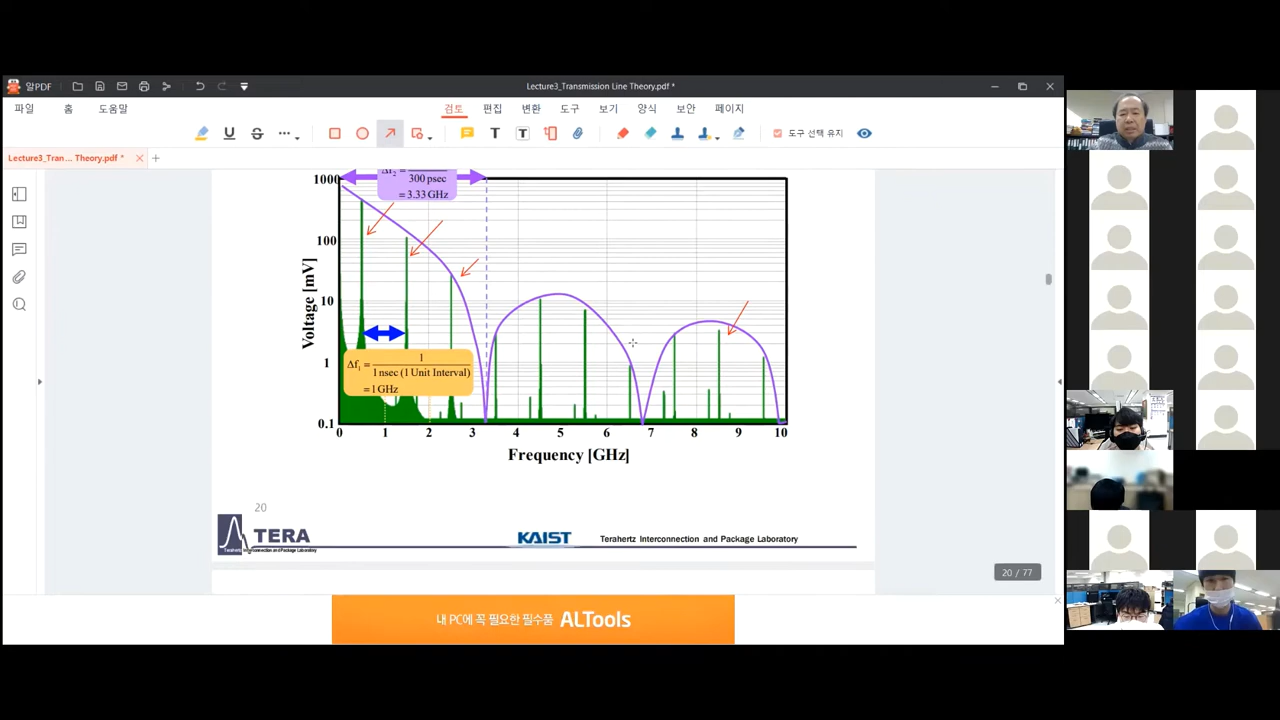 알PDF
Lecture3_Transmission Line Theory.pdf *
파일
홈
도움말
검토
편집
변환
도구
보기
양식
보안
페이지
도구 선택 유지
Lecture3_Tran... Theory.pdf *
300 psec
= 3.33 GHz
1000
100
10
1
0.1
Voltage [mV]
Δf₁ = 1
1 nsec (1 Unit Interval)
= 1 GHz
0 1 2 3 4 5 6 7 8 9 10
Frequency [GHz]
20
TERA
Terahertz Interconnection and Package Laboratory
KAIST
Terahertz Interconnection and Package Laboratory
20 / 77
내 PC에 꼭 필요한 필수품 ALTools